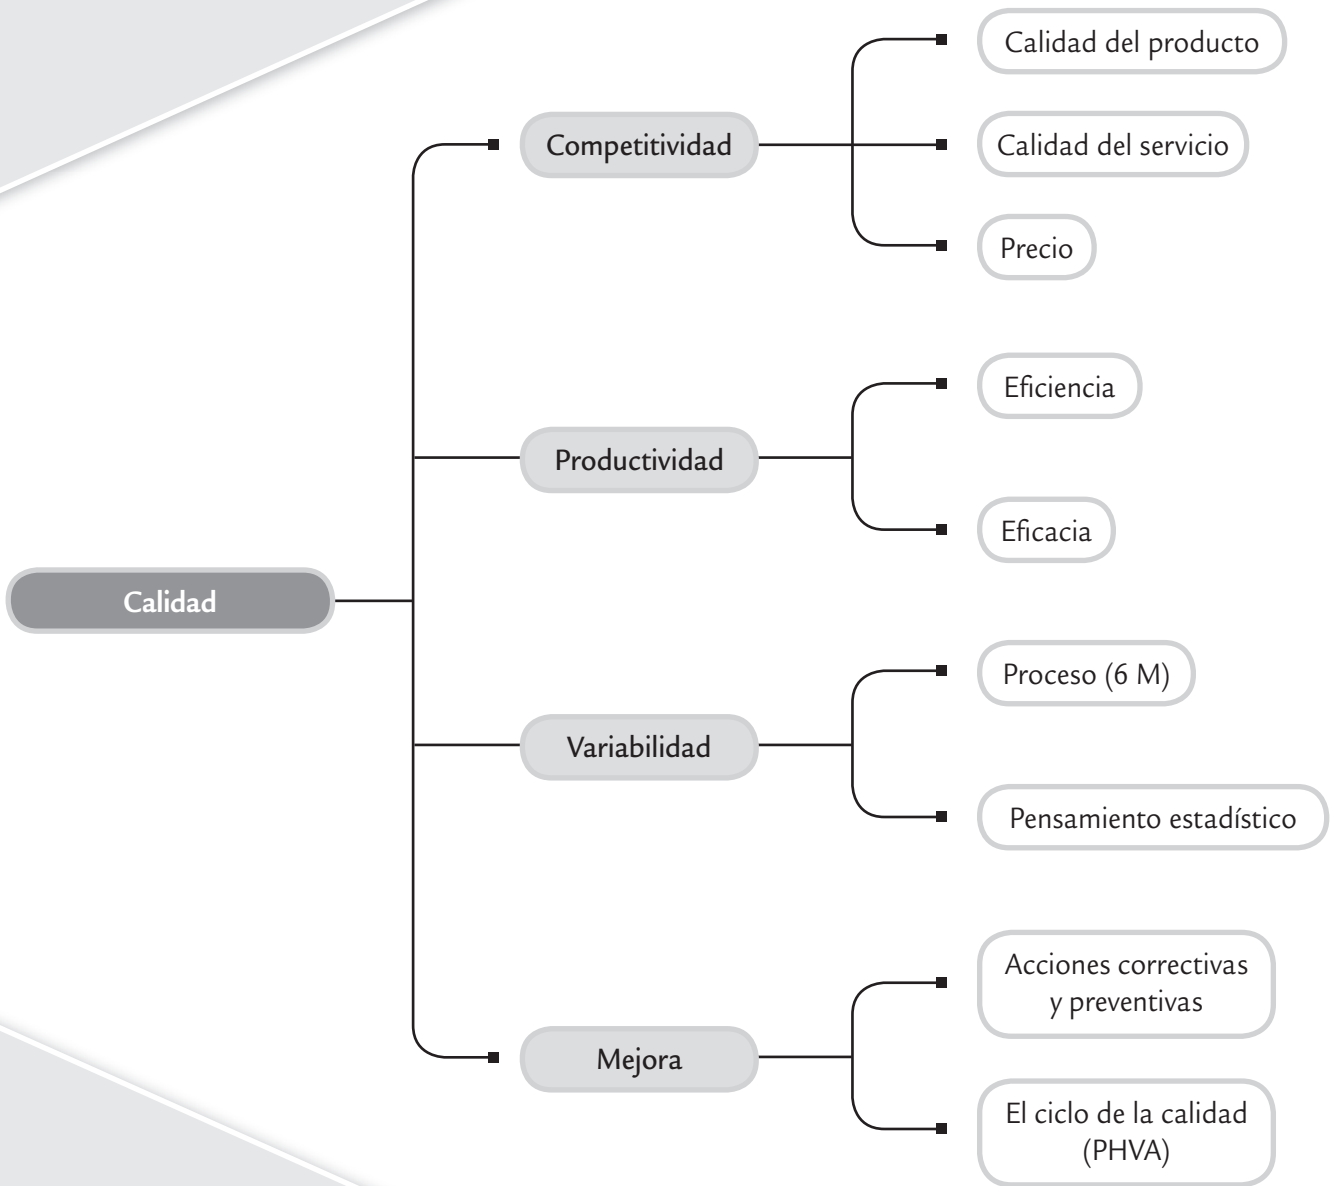 Calidad
Competitividad
Calidad del producto
Calidad del servicio
Precio
Productividad
Eficiencia
Eficacia
Variabilidad
Proceso (6 M)
Pensamiento estadístico
Mejora
Acciones correctivas
y preventivas
El ciclo de la calidad
(PHVA)